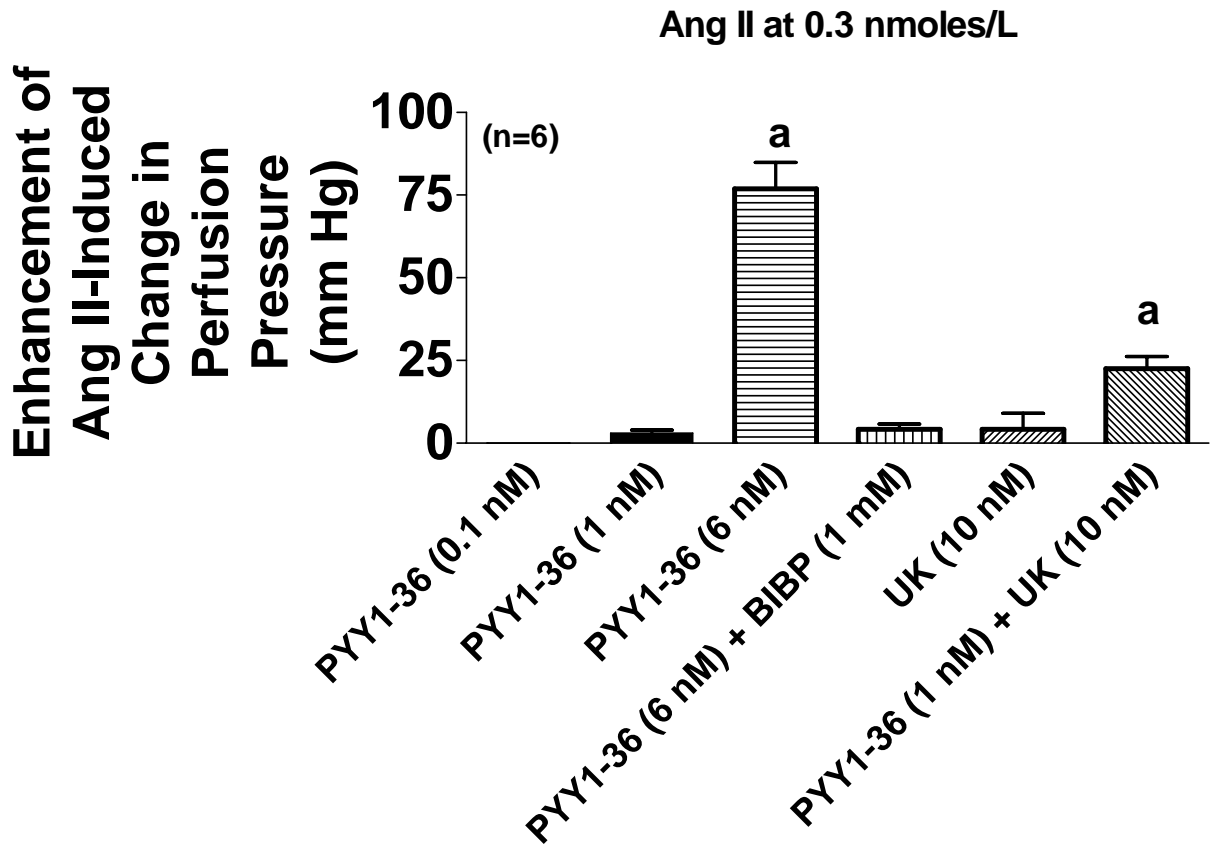 Ang II at 0.3 nmoles/L
Enhancement of
Ang II-Induced
Change in
Perfusion
Pressure
(mm Hg)
100
75
50
25
0
(n=6)
a
a
PYY1-36 (0.1 nM)
PYY1-36 (1 nM)
PYY1-36 (6 nM)
PYY1-36 (6 nM) + BIBP (1 mM)
UK (10 nM)
PYY1-36 (1 nM) + UK (10 nM)